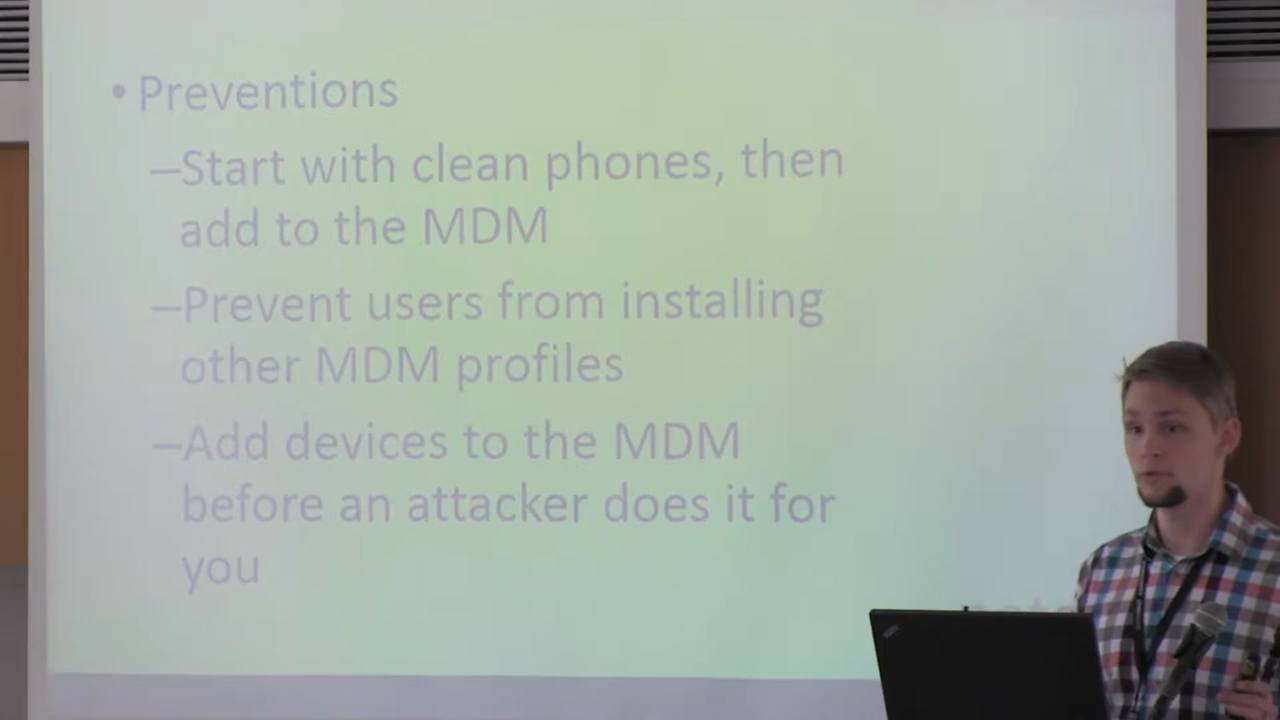 • Preventions
–Start with clean phones, then
add to the MDM
–Prevent users from installing
other MDM profiles
–Add devices to the MDM
before an attacker does it for
you